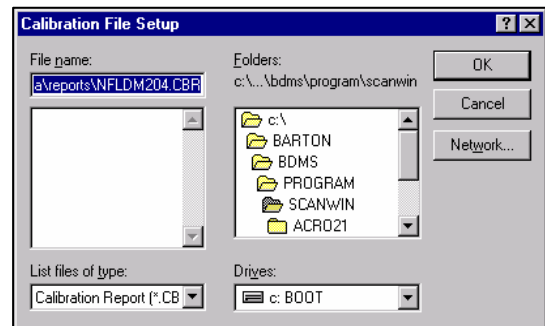 Calibration File Setup
File name:
a\reports\NFLDM204.CBR
Folders:
c:\...\bdms\program\scanwin
c:\
BARTON
BDMS
PROGRAM
SCANWIN
ACRO21
OK
Cancel
Network...
List files of type:
Calibration Report (*.CB
Drives:
c: BOOT